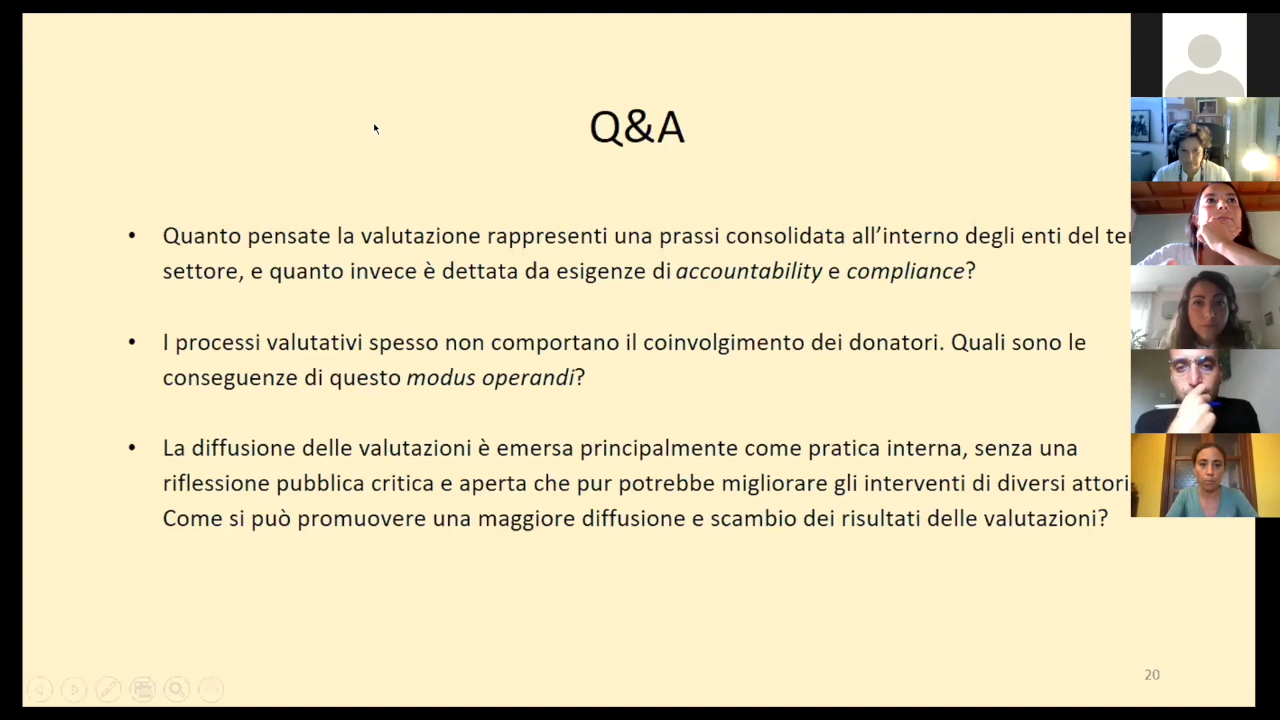 Q&A
• Quanto pensate la valutazione rappresenti una prassi consolidata all’interno degli enti del
settore, e quanto invece è dettata da esigenze di accountability e compliance?
• I processi valutativi spesso non comportano il coinvolgimento dei donatori. Quali sono le
conseguenze di questo modus operandi?
• La diffusione delle valutazioni è emersa principalmente come pratica interna, senza una
riflessione pubblica critica e aperta che pur potrebbe migliorare gli interventi di diversi attori
Come si può promuovere una maggiore diffusione e scambio dei risultati delle valutazioni?
20